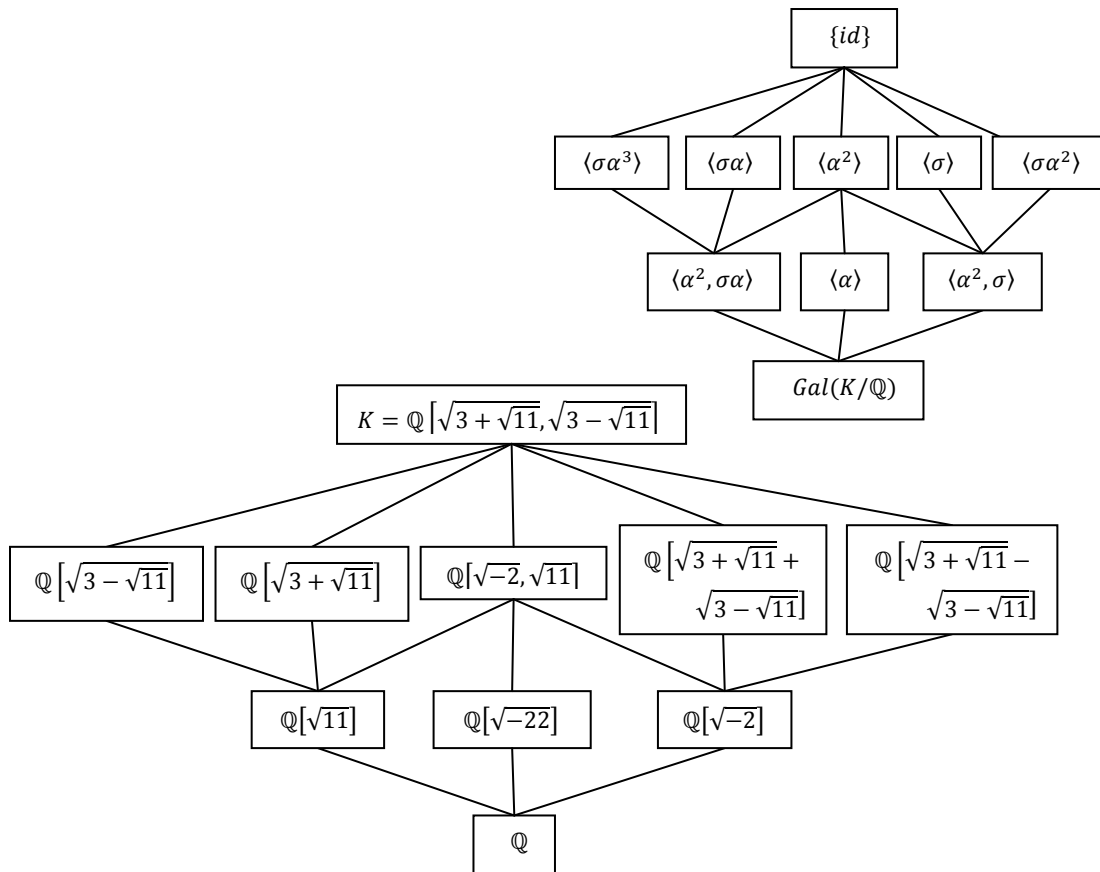 {id}
⟨σα³⟩ ⟨σα⟩ ⟨α²⟩ ⟨σ⟩ ⟨σα²⟩
⟨α², σα⟩ ⟨α⟩ ⟨α², σ⟩
Gal(K/ℚ)
K = ℚ[√(3 + √11), √(3 − √11)]
ℚ[√(3 − √11)] ℚ[√(3 + √11)] ℚ[√−2, √11] ℚ[√(3 + √11) + √(3 − √11)] ℚ[√(3 + √11) − √(3 − √11)]
ℚ[√11] ℚ[√−22] ℚ[√−2]
ℚ